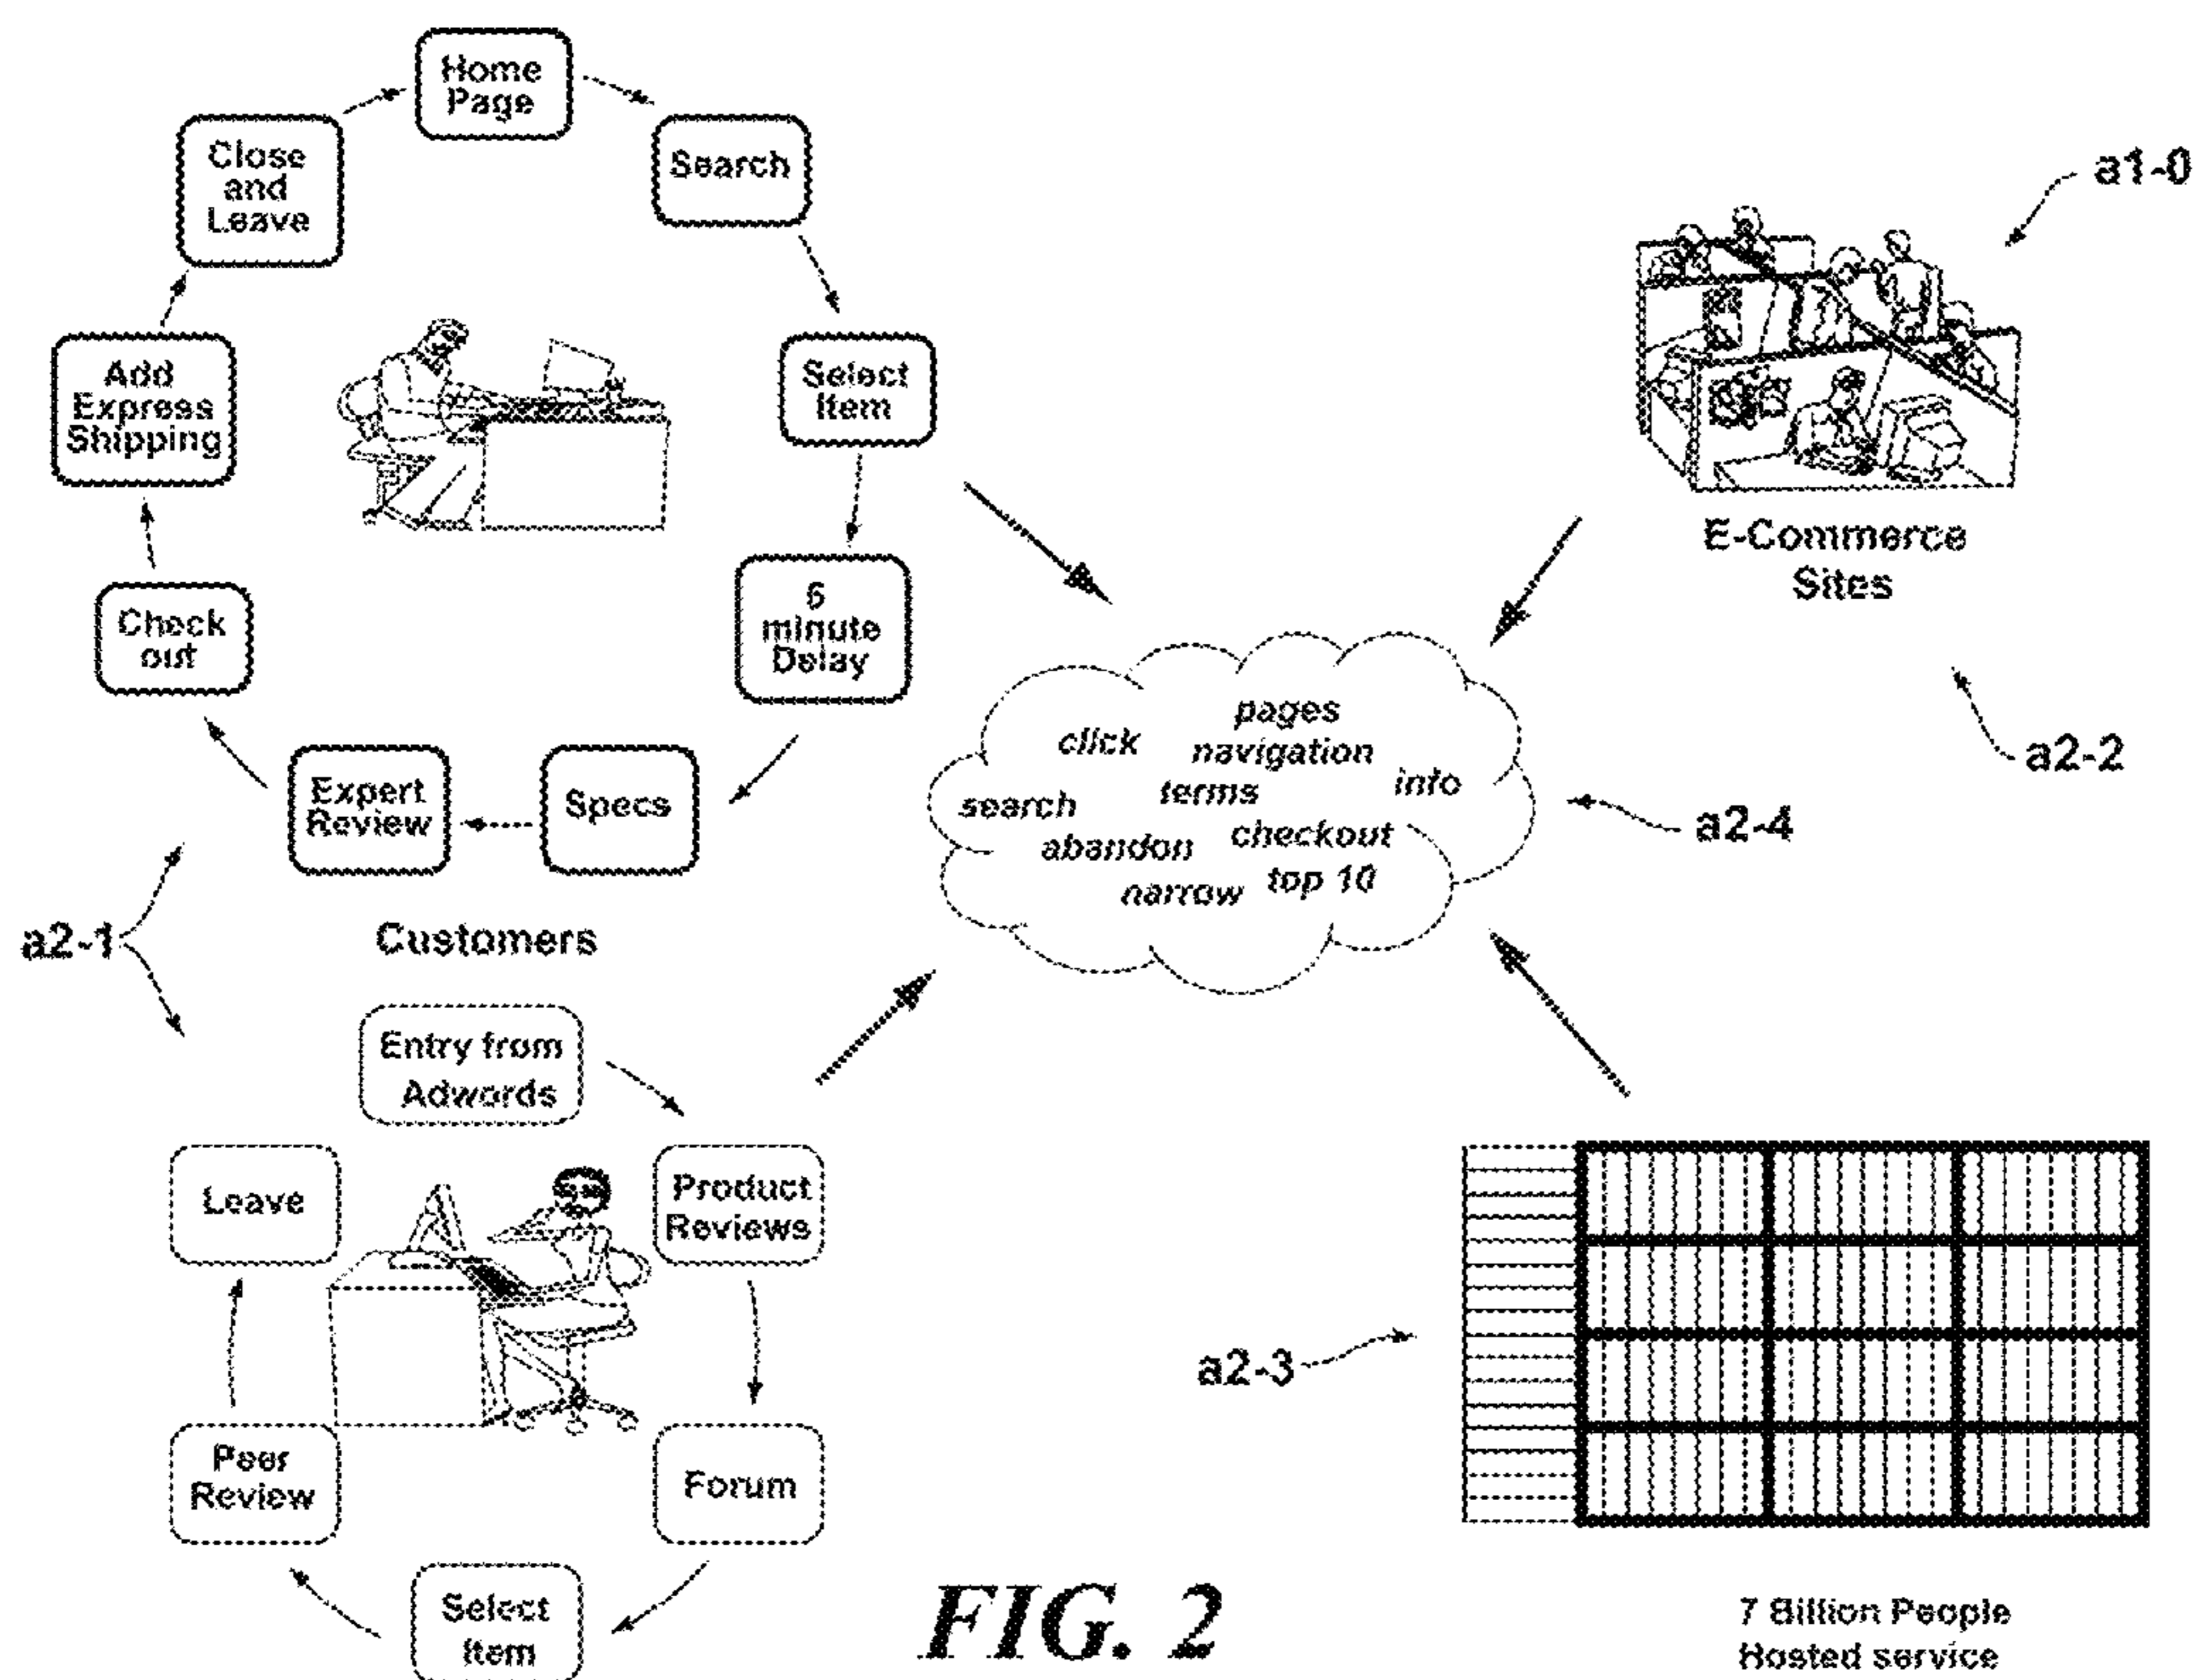 Home
Page
Search
Select
Item
6
minute
Delay
Specs
Expert
Review
Check
out
Add
Express
Shipping
Close
and
Leave
a1-0
E-Commerce
Sites
a2-2
pages
click
navigation
info
terms
search
checkout
abandon
top 10
narrow
a2-4
a2-1
Customers
Entry from
Adwords
Product
Reviews
Forum
Select
Item
Peer
Review
Leave
a2-3
7 Billion People
Hosted service
FIG. 2